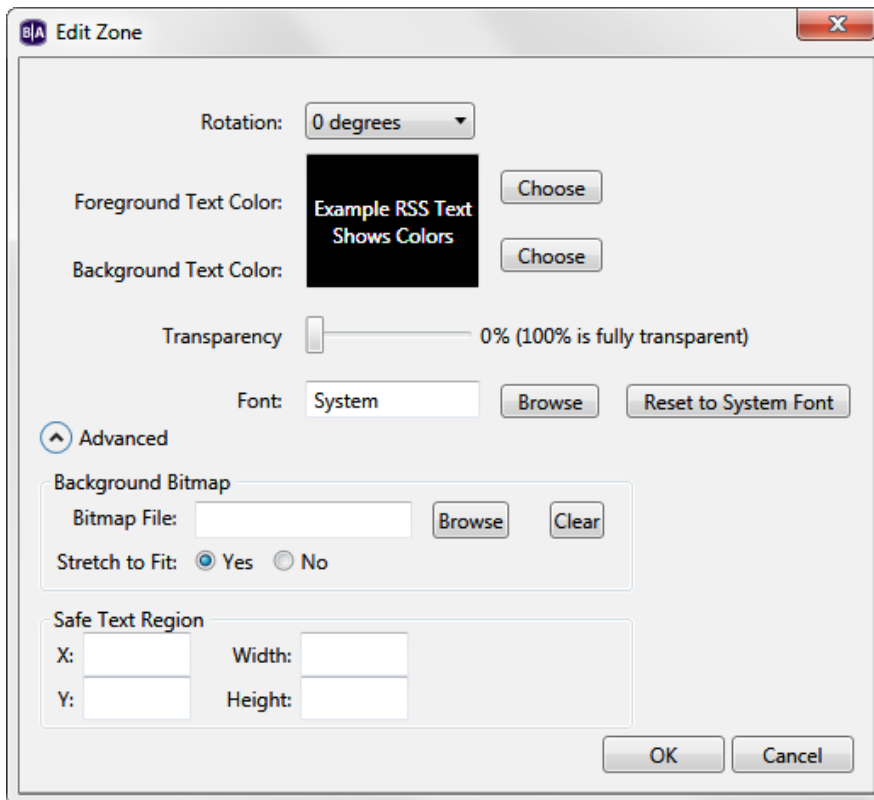 B|A Edit Zone
Rotation: 0 degrees
Foreground Text Color:
Example RSS Text
Shows Colors
Choose
Background Text Color:
Choose
Transparency 0% (100% is fully transparent)
Font: System Browse Reset to System Font
Advanced
Background Bitmap
Bitmap File: Browse Clear
Stretch to Fit: Yes No
Safe Text Region
X: Width:
Y: Height:
OK Cancel